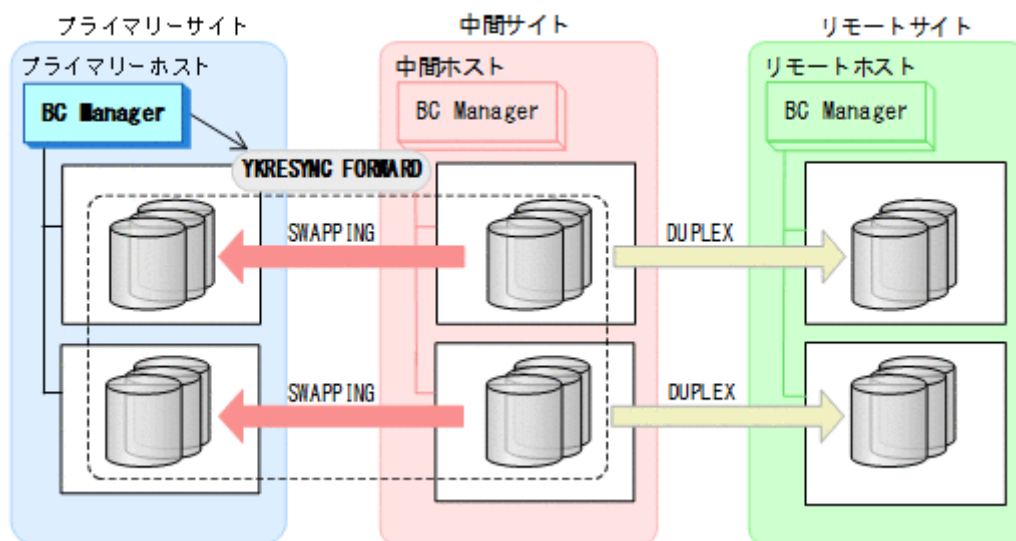 プライマリーサイト
中間サイト
リモートサイト
プライマリーホスト
中間ホスト
リモートホスト
BC Manager
BC Manager
BC Manager
YKRESYNC FORWARD
SWAPPING
DUPLEX
SWAPPING
DUPLEX